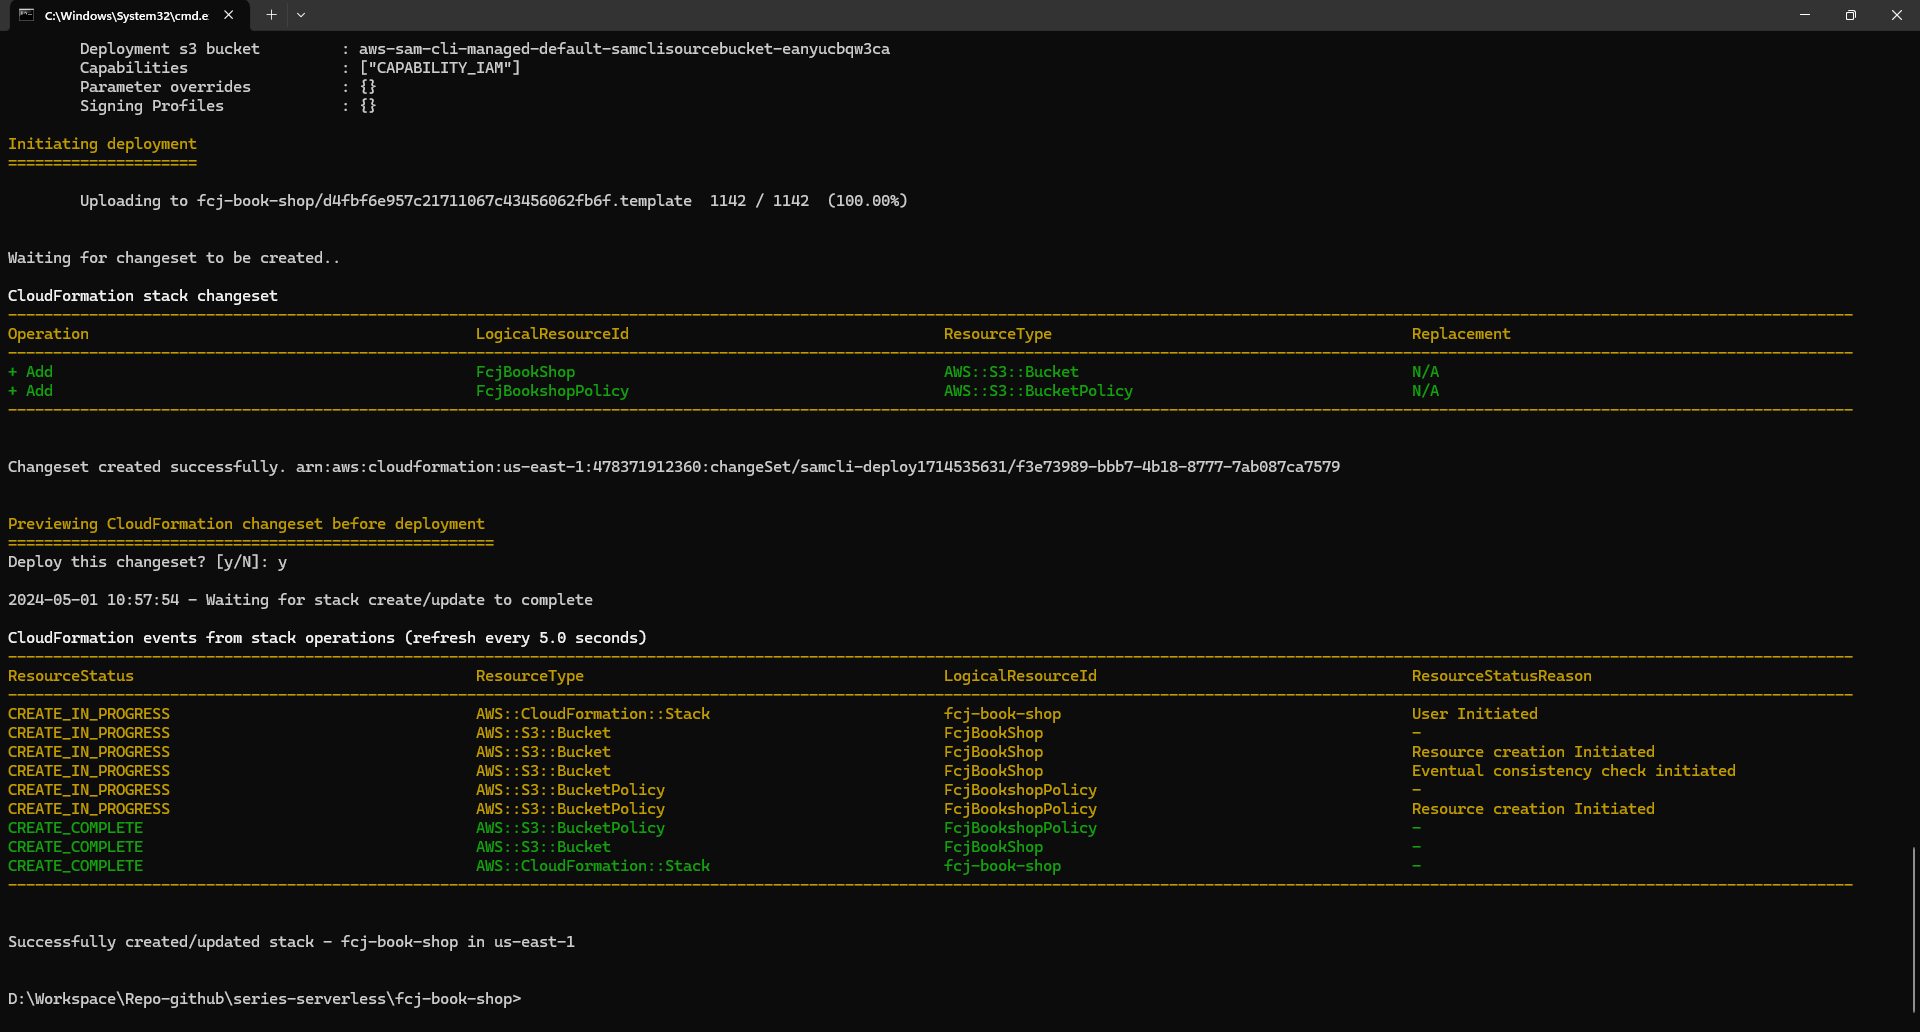 C:\Windows\System32\cmd.e
Deployment s3 bucket : aws-sam-cli-managed-default-samclisourcebucket-eanyucbqw3ca
Capabilities : ["CAPABILITY_IAM"]
Parameter overrides : {}
Signing Profiles : {}
Initiating deployment
=====================
Uploading to fcj-book-shop/d4fbf6e957c21711067c43456062fb6f.template 1142 / 1142 (100.00%)
Waiting for changeset to be created..
CloudFormation stack changeset
Operation LogicalResourceId ResourceType Replacement
+ Add FcjBookShop AWS::S3::Bucket N/A
+ Add FcjBookshopPolicy AWS::S3::BucketPolicy N/A
Changeset created successfully. arn:aws:cloudformation:us-east-1:478371912360:changeSet/samcli-deploy1714535631/f3e73989-bbb7-4b18-8777-7ab087ca7579
Previewing CloudFormation changeset before deployment
======================================================
Deploy this changeset? [y/N]: y
2024-05-01 10:57:54 - Waiting for stack create/update to complete
CloudFormation events from stack operations (refresh every 5.0 seconds)
ResourceStatus ResourceType LogicalResourceId ResourceStatusReason
CREATE_IN_PROGRESS AWS::CloudFormation::Stack fcj-book-shop User Initiated
CREATE_IN_PROGRESS AWS::S3::Bucket FcjBookShop -
CREATE_IN_PROGRESS AWS::S3::Bucket FcjBookShop Resource creation Initiated
CREATE_IN_PROGRESS AWS::S3::Bucket FcjBookShop Eventual consistency check initiated
CREATE_IN_PROGRESS AWS::S3::BucketPolicy FcjBookshopPolicy -
CREATE_IN_PROGRESS AWS::S3::BucketPolicy FcjBookshopPolicy Resource creation Initiated
CREATE_COMPLETE AWS::S3::BucketPolicy FcjBookshopPolicy -
CREATE_COMPLETE AWS::S3::Bucket FcjBookShop -
CREATE_COMPLETE AWS::CloudFormation::Stack fcj-book-shop -
Successfully created/updated stack - fcj-book-shop in us-east-1
D:\Workspace\Repo-github\series-serverless\fcj-book-shop>